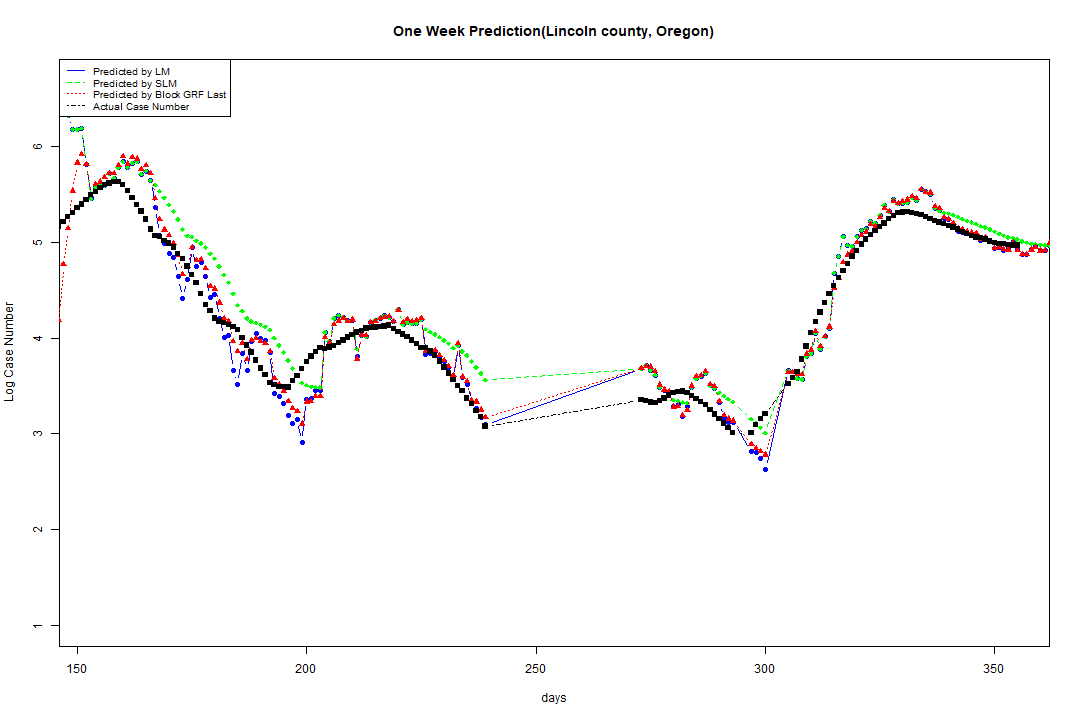 One Week Prediction(Lincoln county, Oregon)
Predicted by LM
Predicted by SLM
Predicted by Block GRF Last
Actual Case Number
6
5
4
3
2
1
Log Case Number
150 200 250 300 350
days